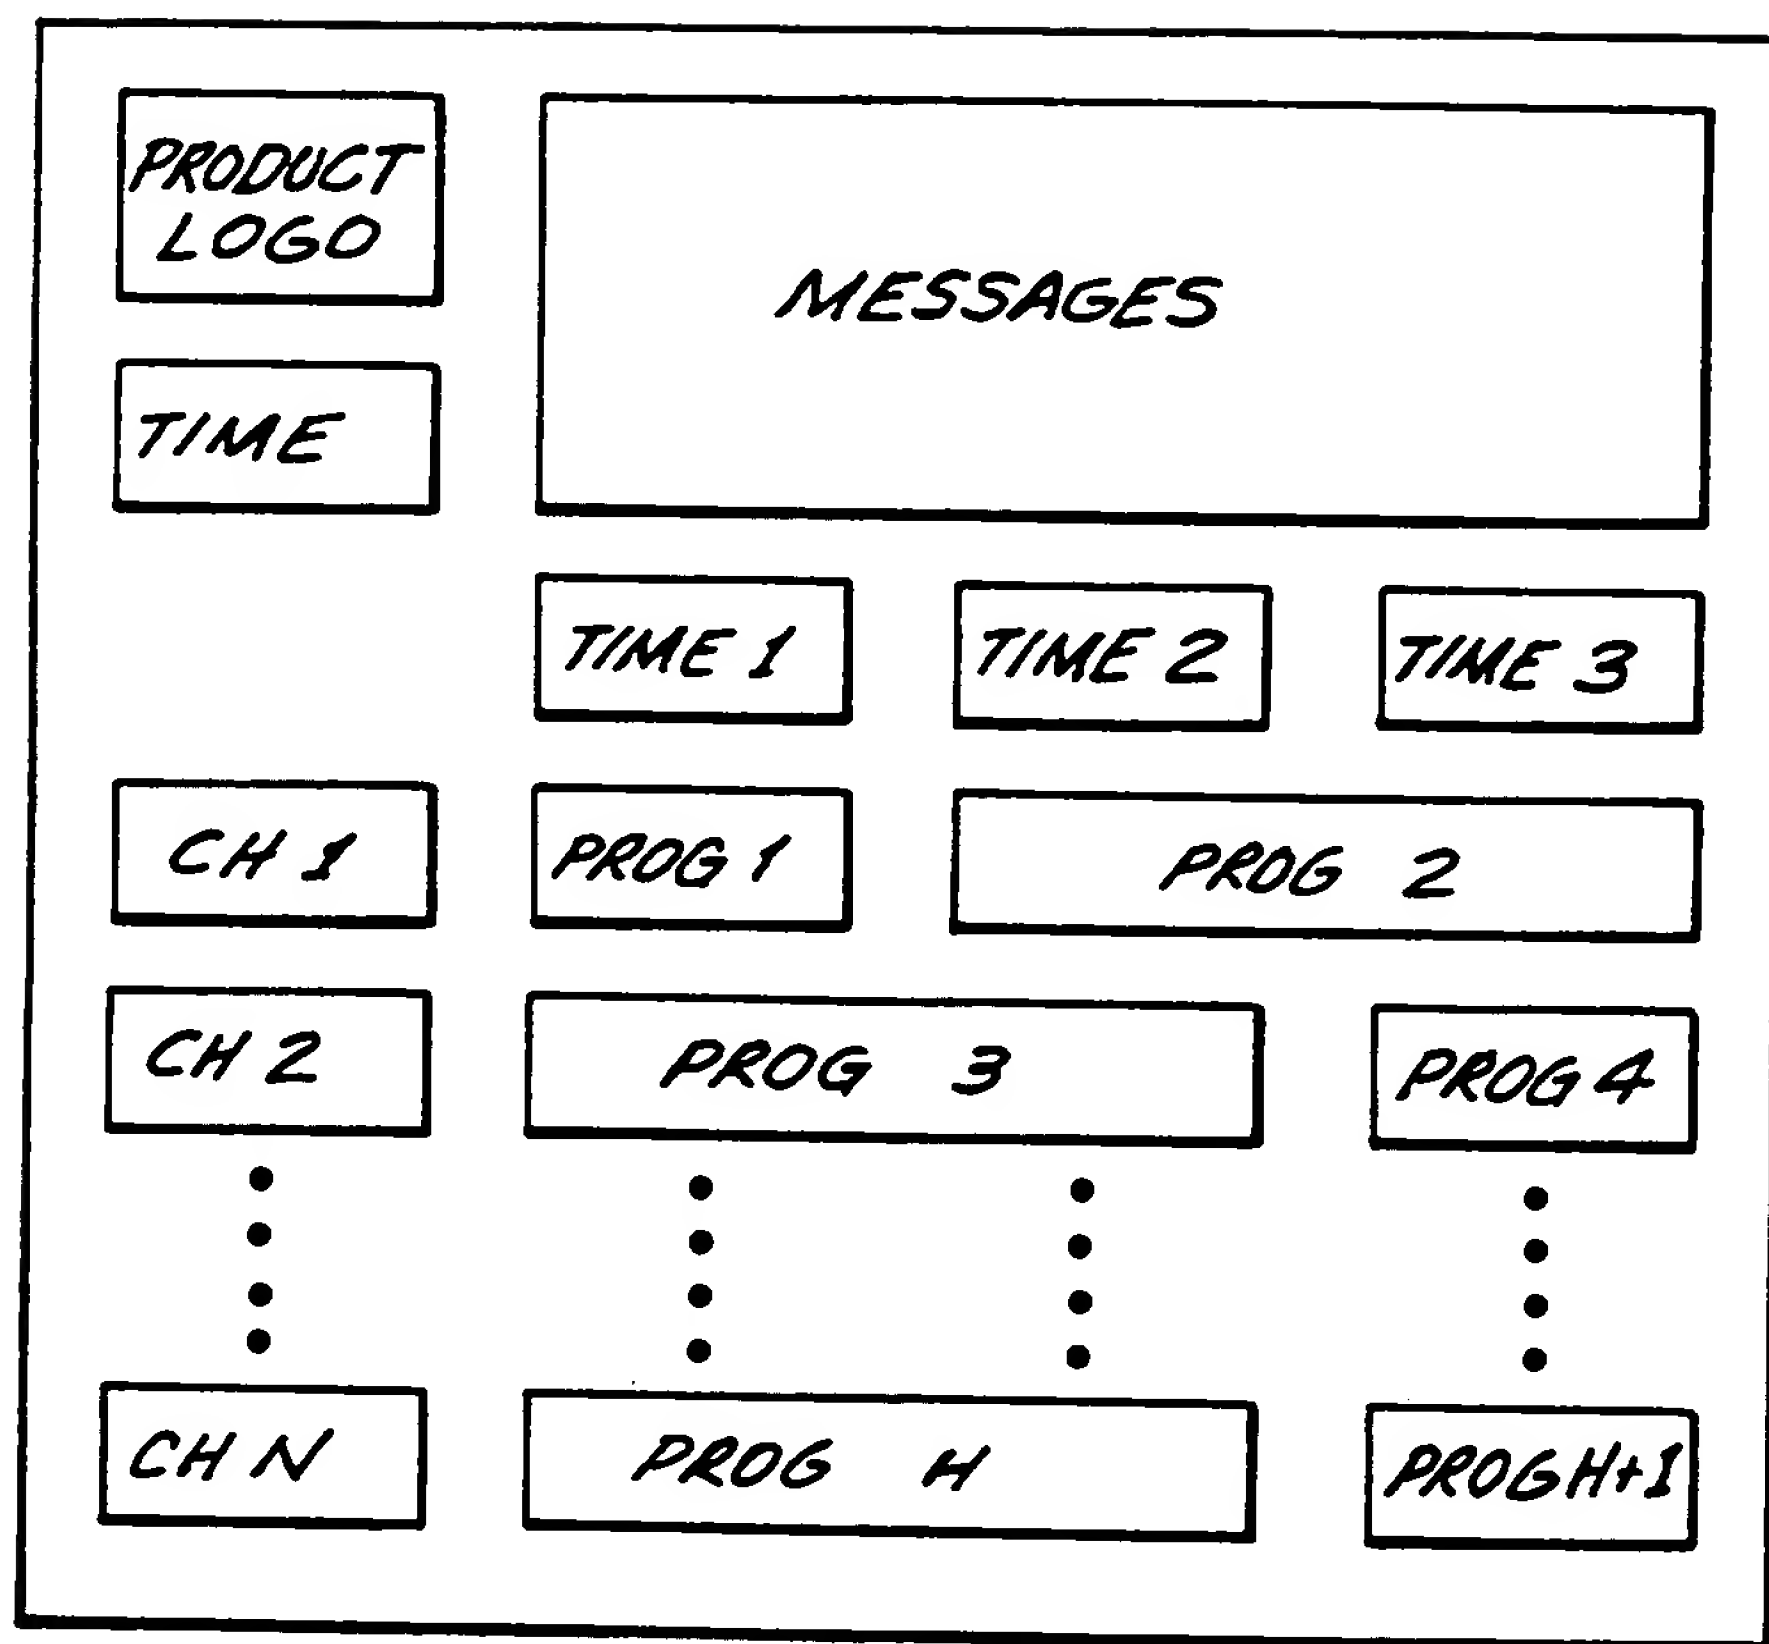 PRODUCT
LOGO
MESSAGES
TIME
TIME 1
TIME 2
TIME 3
CH 1
PROG 1
PROG 2
CH 2
PROG 3
PROG 4
CH N
PROG H
PROG H+1